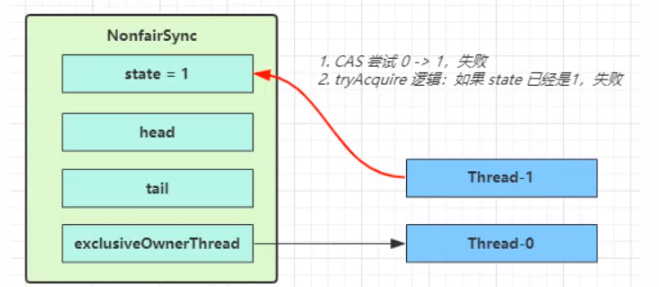 NonfairSync
state = 1
head
tail
exclusiveOwnerThread
1. CAS 尝试 0 -> 1，失败
2. tryAcquire 逻辑：如果 state 已经是1，失败
Thread-1
Thread-0